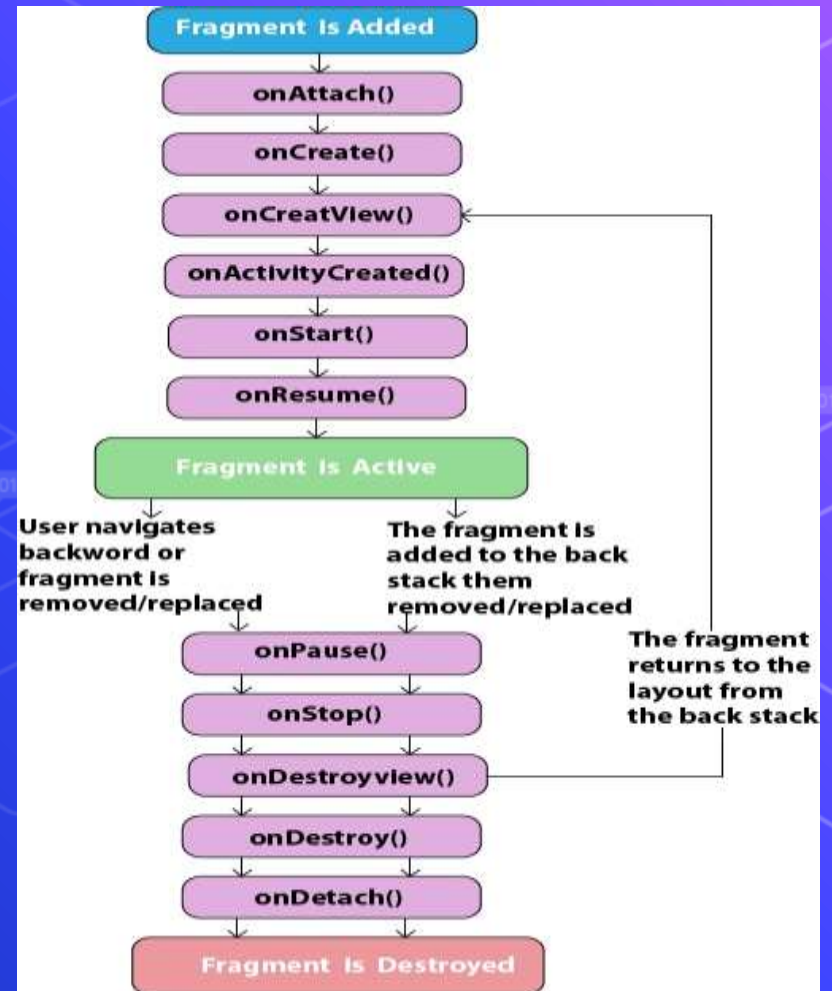 Fragment Is Added
onAttach()
onCreate()
onCreatView()
onActivityCreated()
onStart()
onResume()
Fragment Is Active
User navigates
backword or
fragment is
removed/replaced
The fragment is
added to the back
stack them
removed/replaced
onPause()
onStop()
onDestroyview()
The fragment
returns to the
layout from
the back stack
onDestroy()
onDetach()
Fragment Is Destroyed